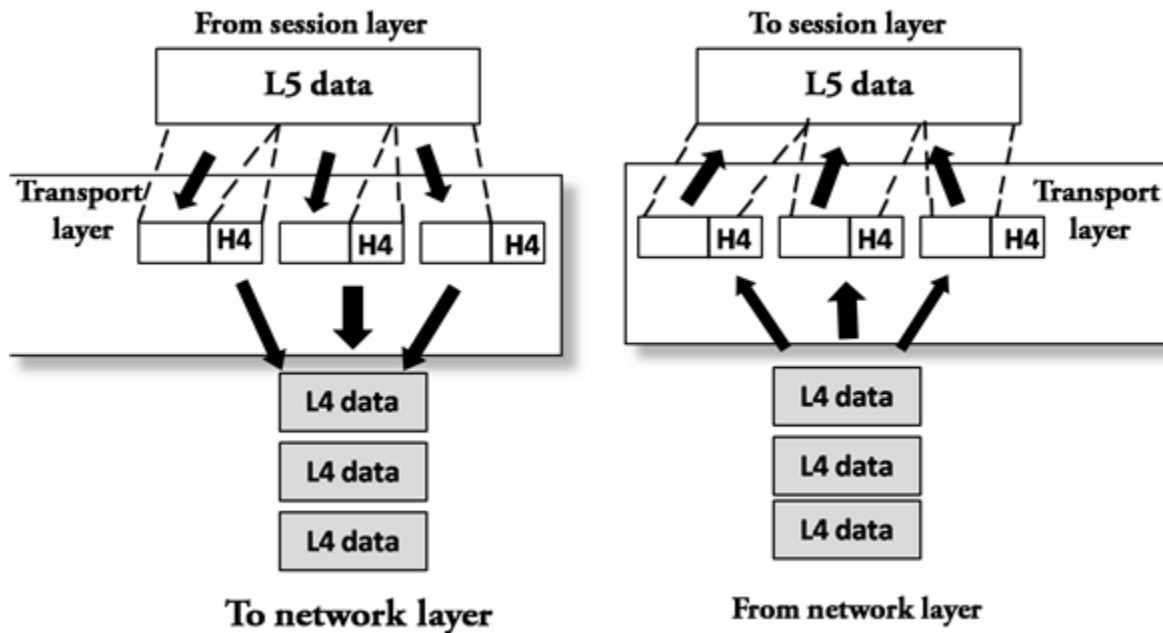 From session layer
L5 data
Transport
layer
H4
H4
H4
L4 data
L4 data
L4 data
To network layer
To session layer
L5 data
Transport
layer
H4
H4
H4
L4 data
L4 data
L4 data
From network layer